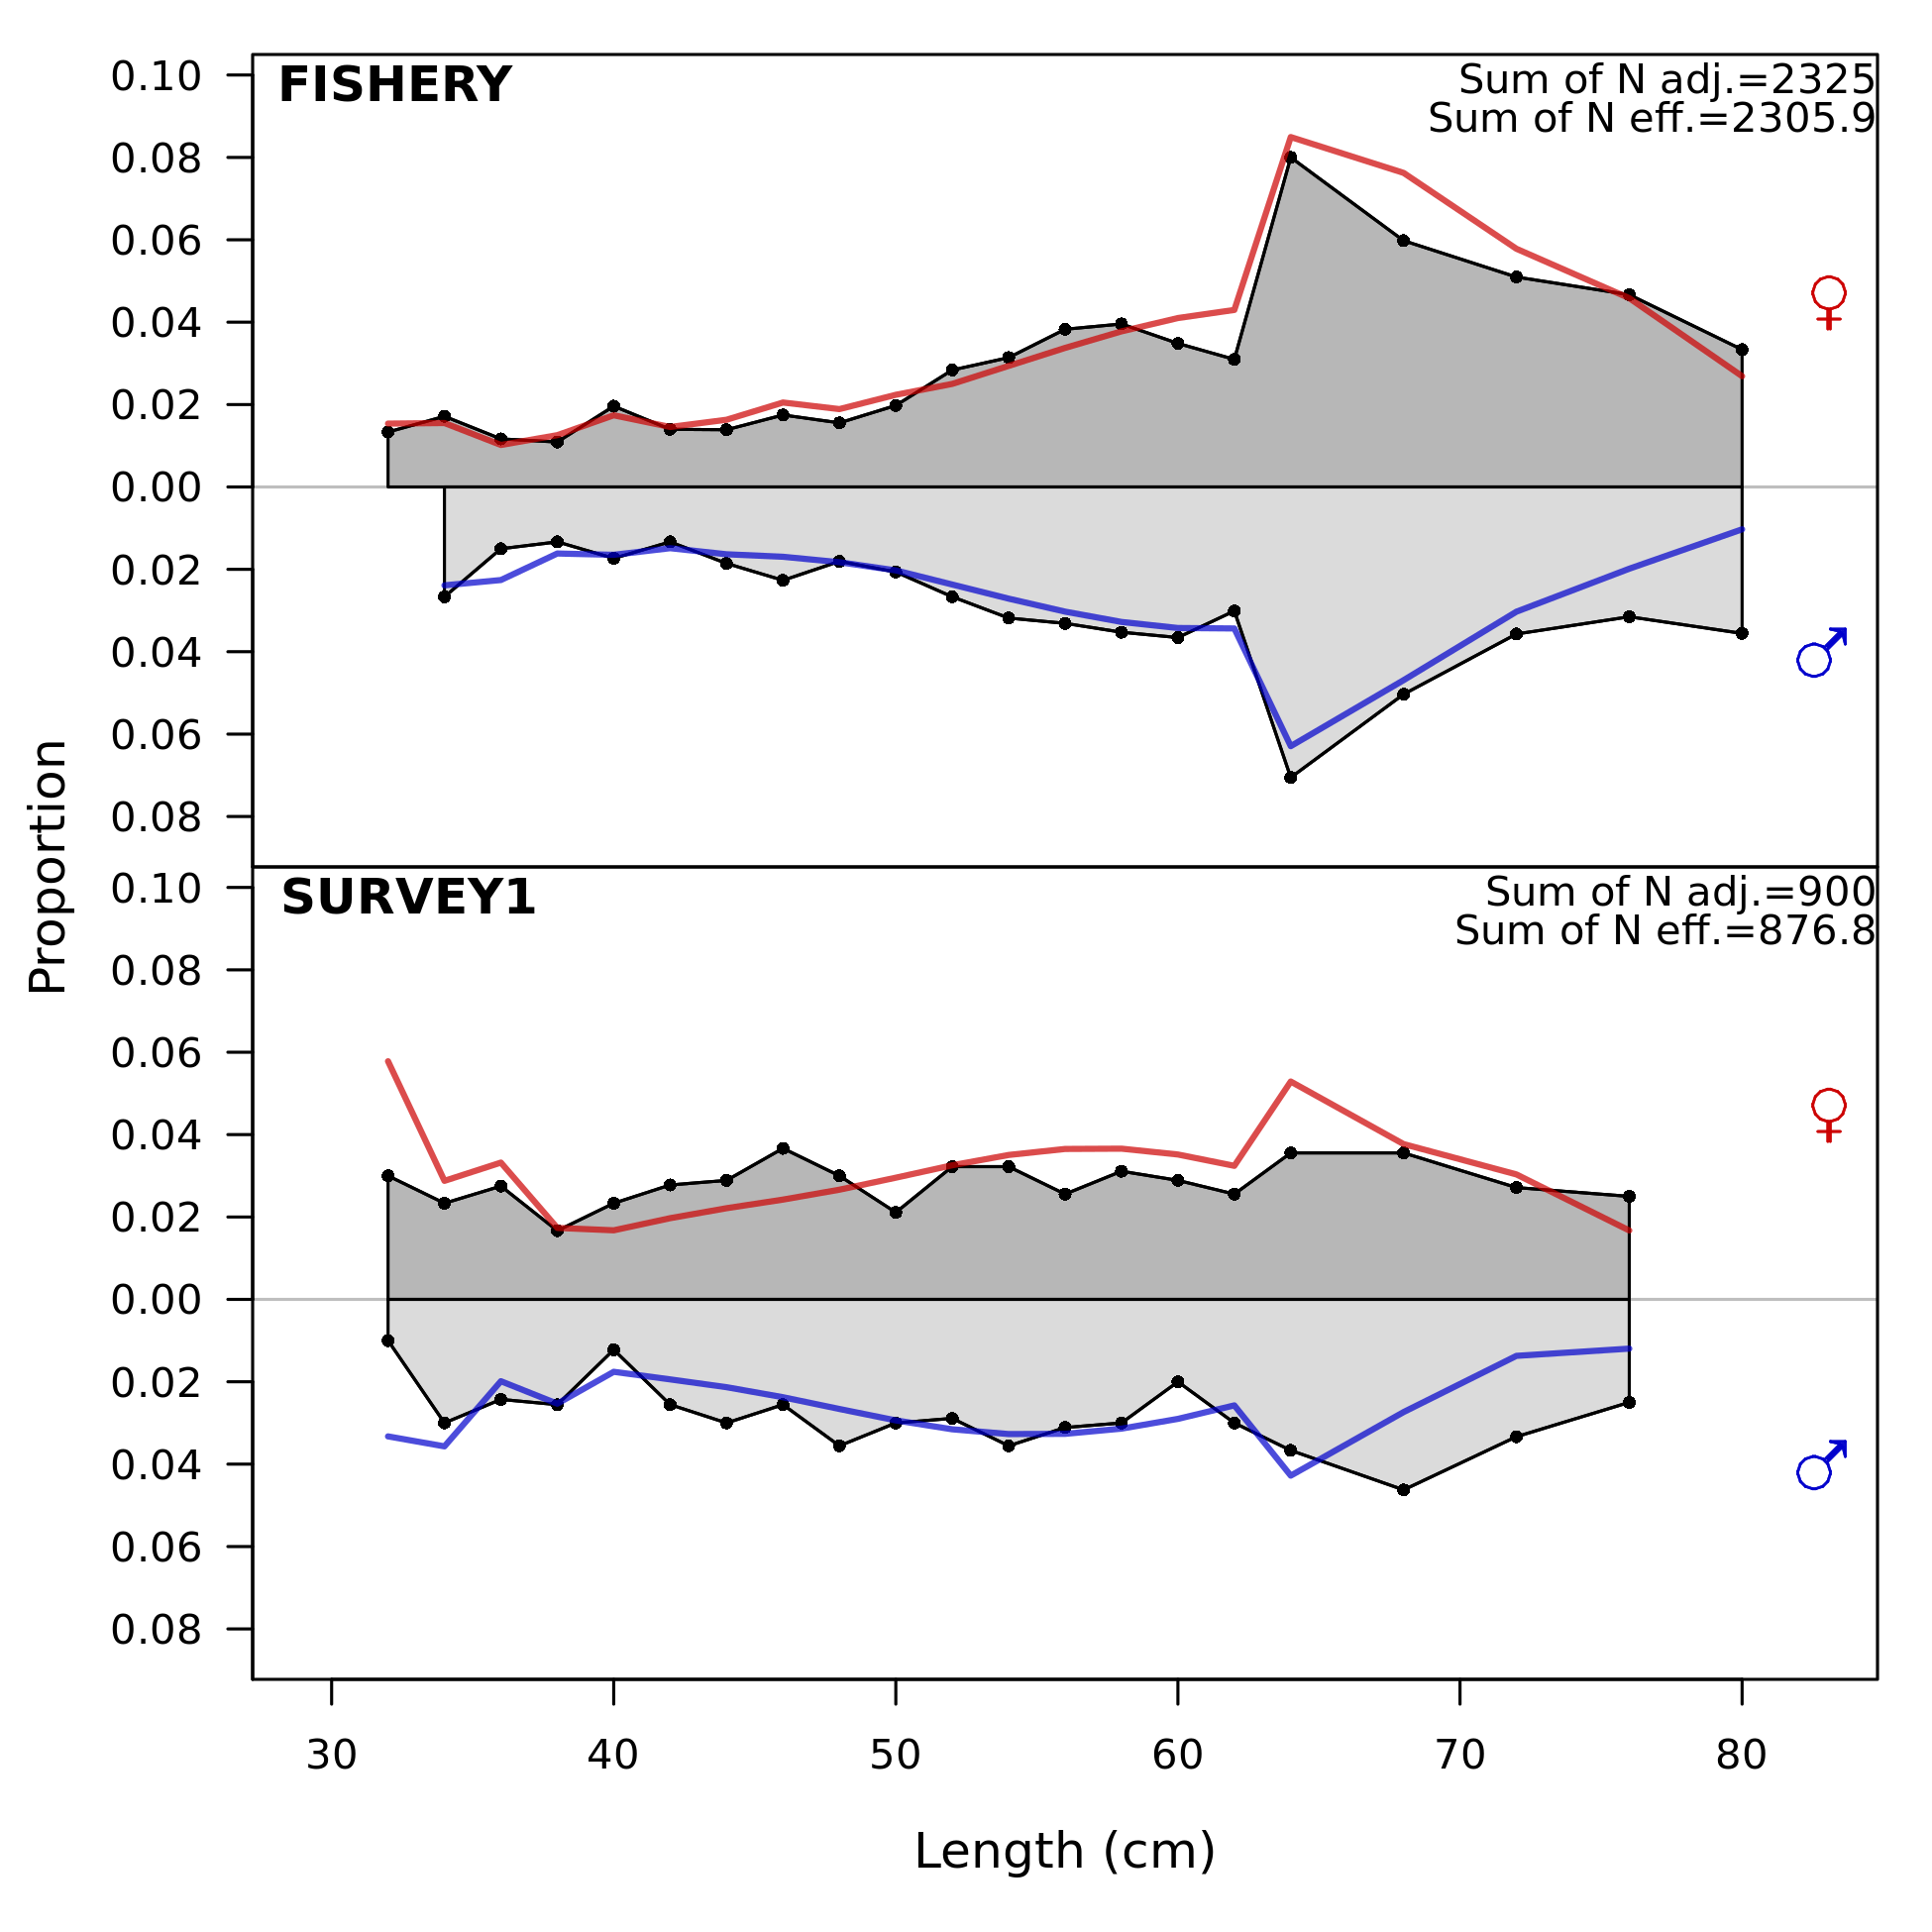 Proportion
FISHERY
Sum of N adj.=2325
Sum of N eff.=2305.9
0.10
0.08
0.06
0.04
0.02
0.00
0.02
0.04
0.06
0.08
♀
♂
SURVEY1
Sum of N adj.=900
Sum of N eff.=876.8
0.10
0.08
0.06
0.04
0.02
0.00
0.02
0.04
0.06
0.08
♀
♂
30 40 50 60 70 80
Length (cm)